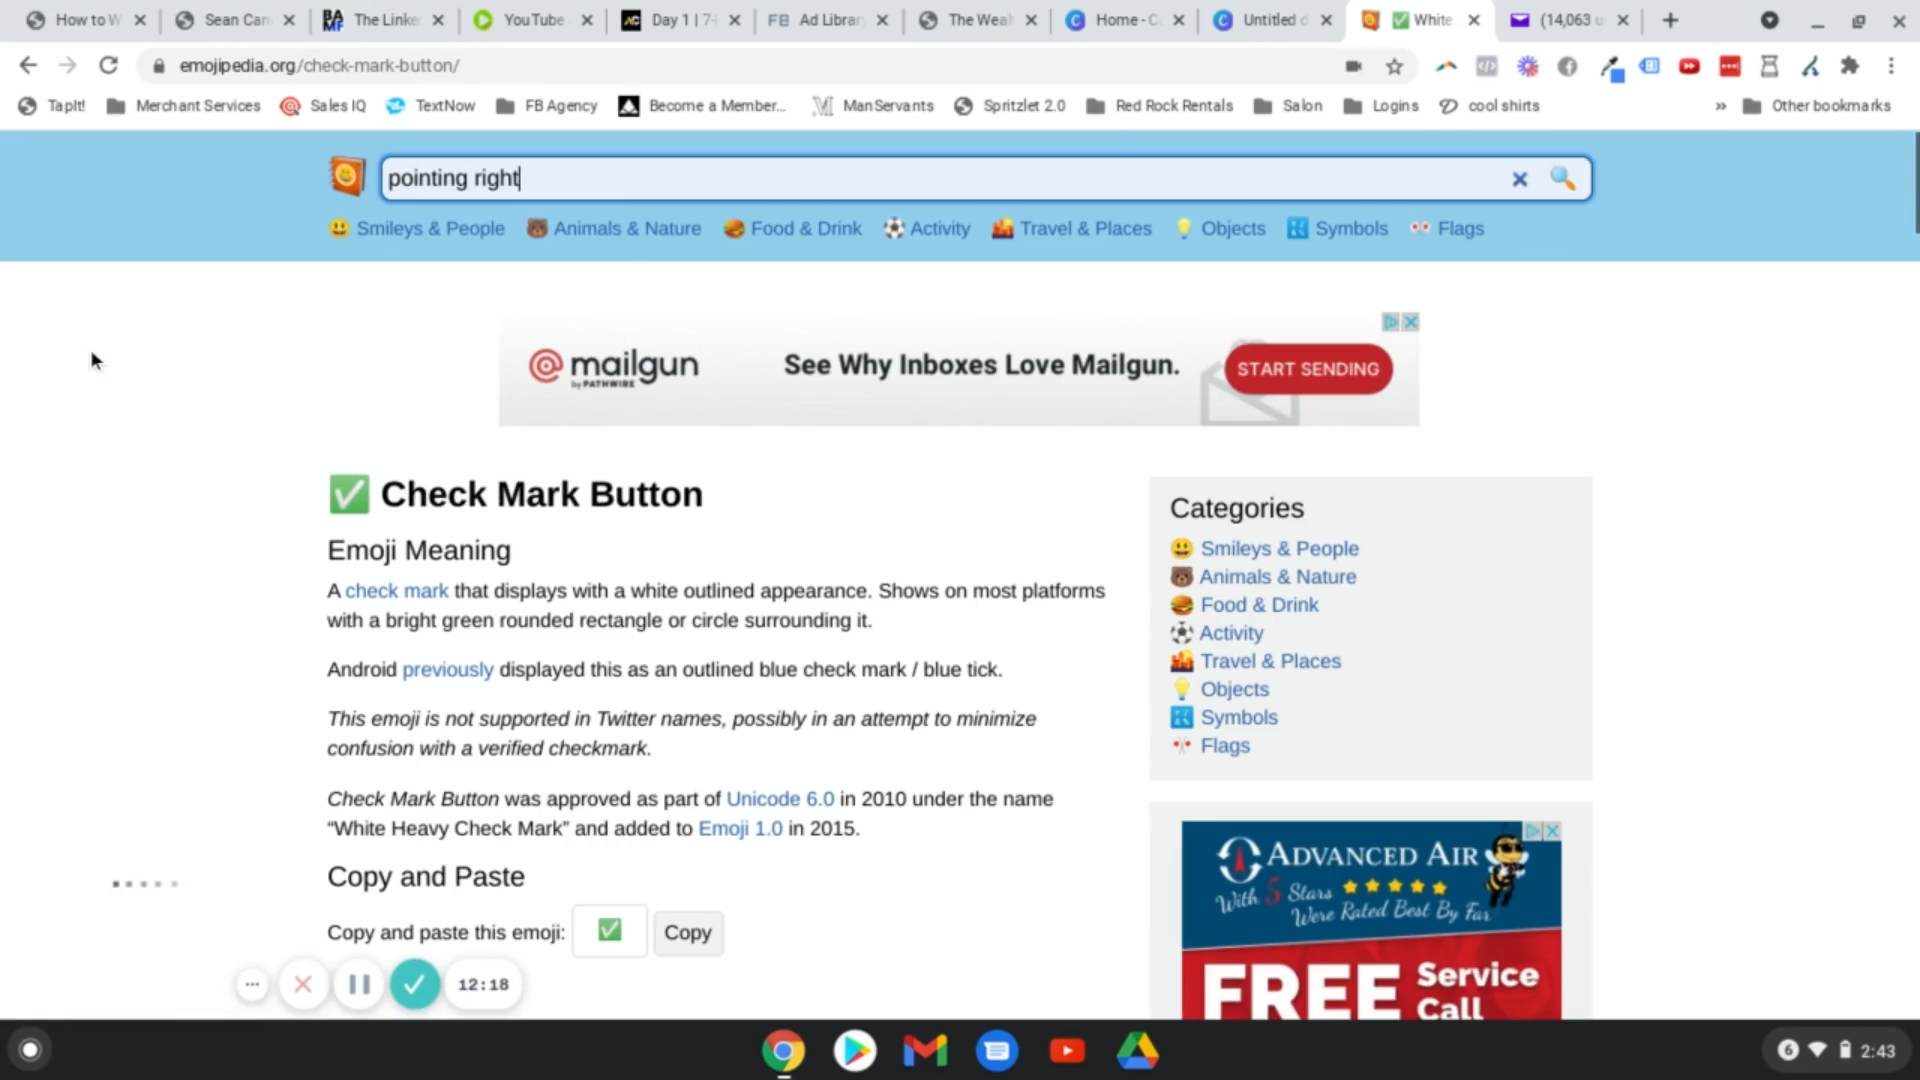 How to W
Sean Can
BAMF The Linke
YouTube
Day 1 | 7-
FB Ad Librar
The Weal
Home - C
Untitled d
✅ White
(14,063 u
emojipedia.org/check-mark-button/
TapIt!
Merchant Services
Sales IQ
TextNow
FB Agency
Become a Member...
ManServants
Spritzlet 2.0
Red Rock Rentals
Salon
Logins
cool shirts
»
Other bookmarks
pointing right
Smileys & People
Animals & Nature
Food & Drink
Activity
Travel & Places
Objects
Symbols
Flags
mailgun
by PATHWIRE
See Why Inboxes Love Mailgun.
START SENDING
✅ Check Mark Button
Emoji Meaning
A check mark that displays with a white outlined appearance. Shows on most platforms
with a bright green rounded rectangle or circle surrounding it.
Android previously displayed this as an outlined blue check mark / blue tick.
This emoji is not supported in Twitter names, possibly in an attempt to minimize
confusion with a verified checkmark.
Check Mark Button was approved as part of Unicode 6.0 in 2010 under the name
“White Heavy Check Mark” and added to Emoji 1.0 in 2015.
Copy and Paste
Copy and paste this emoji: ✅ Copy
Categories
Smileys & People
Animals & Nature
Food & Drink
Activity
Travel & Places
Objects
Symbols
Flags
ADVANCED AIR
With 5 Stars
Were Rated Best By Far
FREE Service
Call
12:18
6
2:43